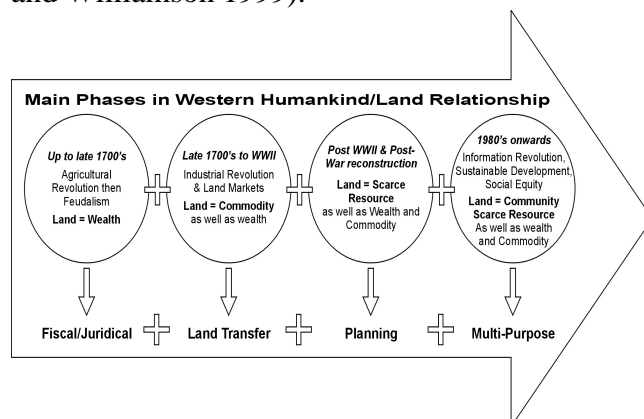 and Williamson 1999).
Main Phases in Western Humankind/Land Relationship
Up to late 1700's
Agricultural
Revolution then
Feudalism
Land = Wealth
Late 1700's to WWII
Industrial Revolution
& Land Markets
Land = Commodity
as well as wealth
Post WWII & Post-
War reconstruction
Land = Scarce
Resource
as well as Wealth and
Commodity
1980's onwards
Information Revolution,
Sustainable Development,
Social Equity
Land = Community
Scarce Resource
As well as wealth
and Commodity
Fiscal/Juridical
Land Transfer
Planning
Multi-Purpose